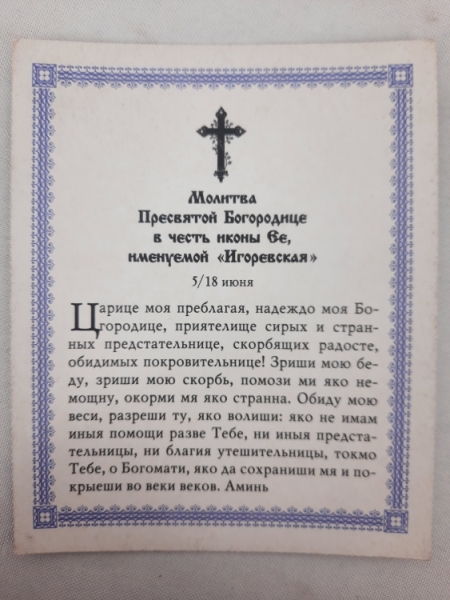 Молитва
Пресвятой Богородице
в честь иконы Ее,
именуемой «Игоревская»
5/18 июня
Царице моя преблагая, надеждо моя Бо-
городице, приятелище сирых и стран-
ных предстательнице, скорбящих радосте,
обидимых покровительнице! Зриши мою бе-
ду, зриши мою скорбь, помози ми яко не-
мощну, окорми мя яко странна. Обиду мою
веси, разреши ту, яко волиши: яко не имам
иныя помощи разве Тебе, ни иныя предста-
тельницы, ни благия утешительницы, токмо
Тебе, о Богомати, яко да сохраниши мя и по-
крыеши во веки веков. Аминь